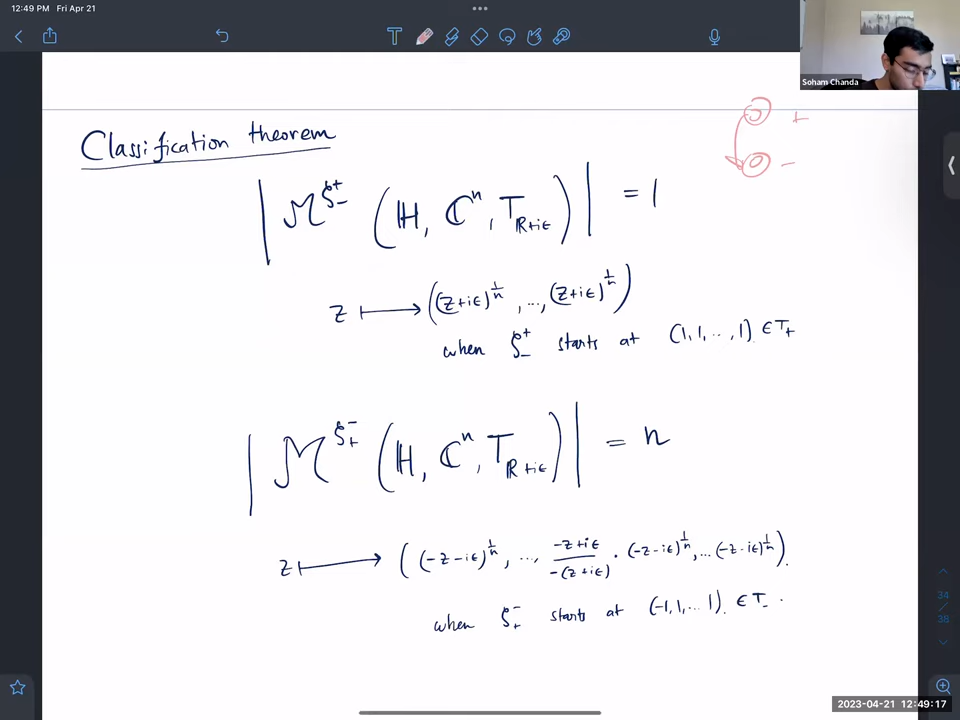 12:49 PM Fri Apr 21
Soham Chanda
Classification theorem
+
−
| M^{ξ^+_-} (ℍ, ℂ^n, T_{ℝ+iε}) | = 1
z ⟼ ((z+iε)^{1/n}, ..., (z+iε)^{1/n})
when ξ^+_- starts at (1, 1, ..., 1) ∈ T_+
| M^{ξ^-_+} (ℍ, ℂ^n, T_{ℝ+iε}) | = n
z ⟼ ((-z-iε)^{1/n}, ..., \frac{-z+iε}{-(z+iε)} · (-z-iε)^{1/n}, ... (-z-iε)^{1/n}).
when ξ^-_+ starts at (-1, 1, ... 1) ∈ T_- .
34
/
38
2023-04-21 12:49:17